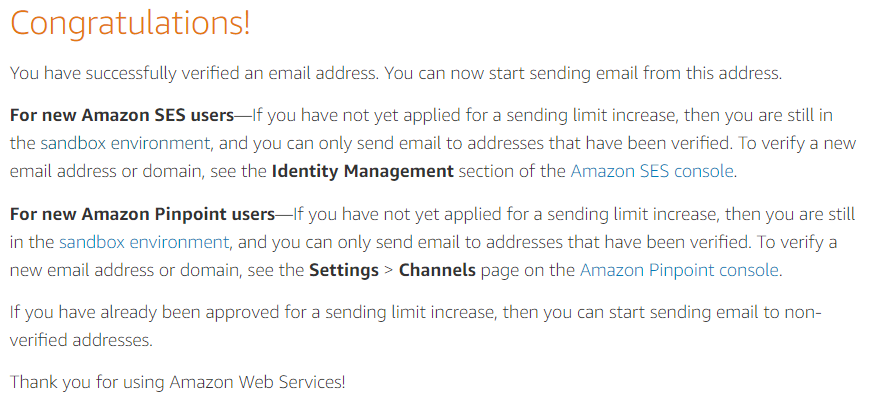 Congratulations!
You have successfully verified an email address. You can now start sending email from this address.
For new Amazon SES users—If you have not yet applied for a sending limit increase, then you are still in
the sandbox environment, and you can only send email to addresses that have been verified. To verify a new
email address or domain, see the Identity Management section of the Amazon SES console.
For new Amazon Pinpoint users—If you have not yet applied for a sending limit increase, then you are still
in the sandbox environment, and you can only send email to addresses that have been verified. To verify a
new email address or domain, see the Settings > Channels page on the Amazon Pinpoint console.
If you have already been approved for a sending limit increase, then you can start sending email to non-
verified addresses.
Thank you for using Amazon Web Services!